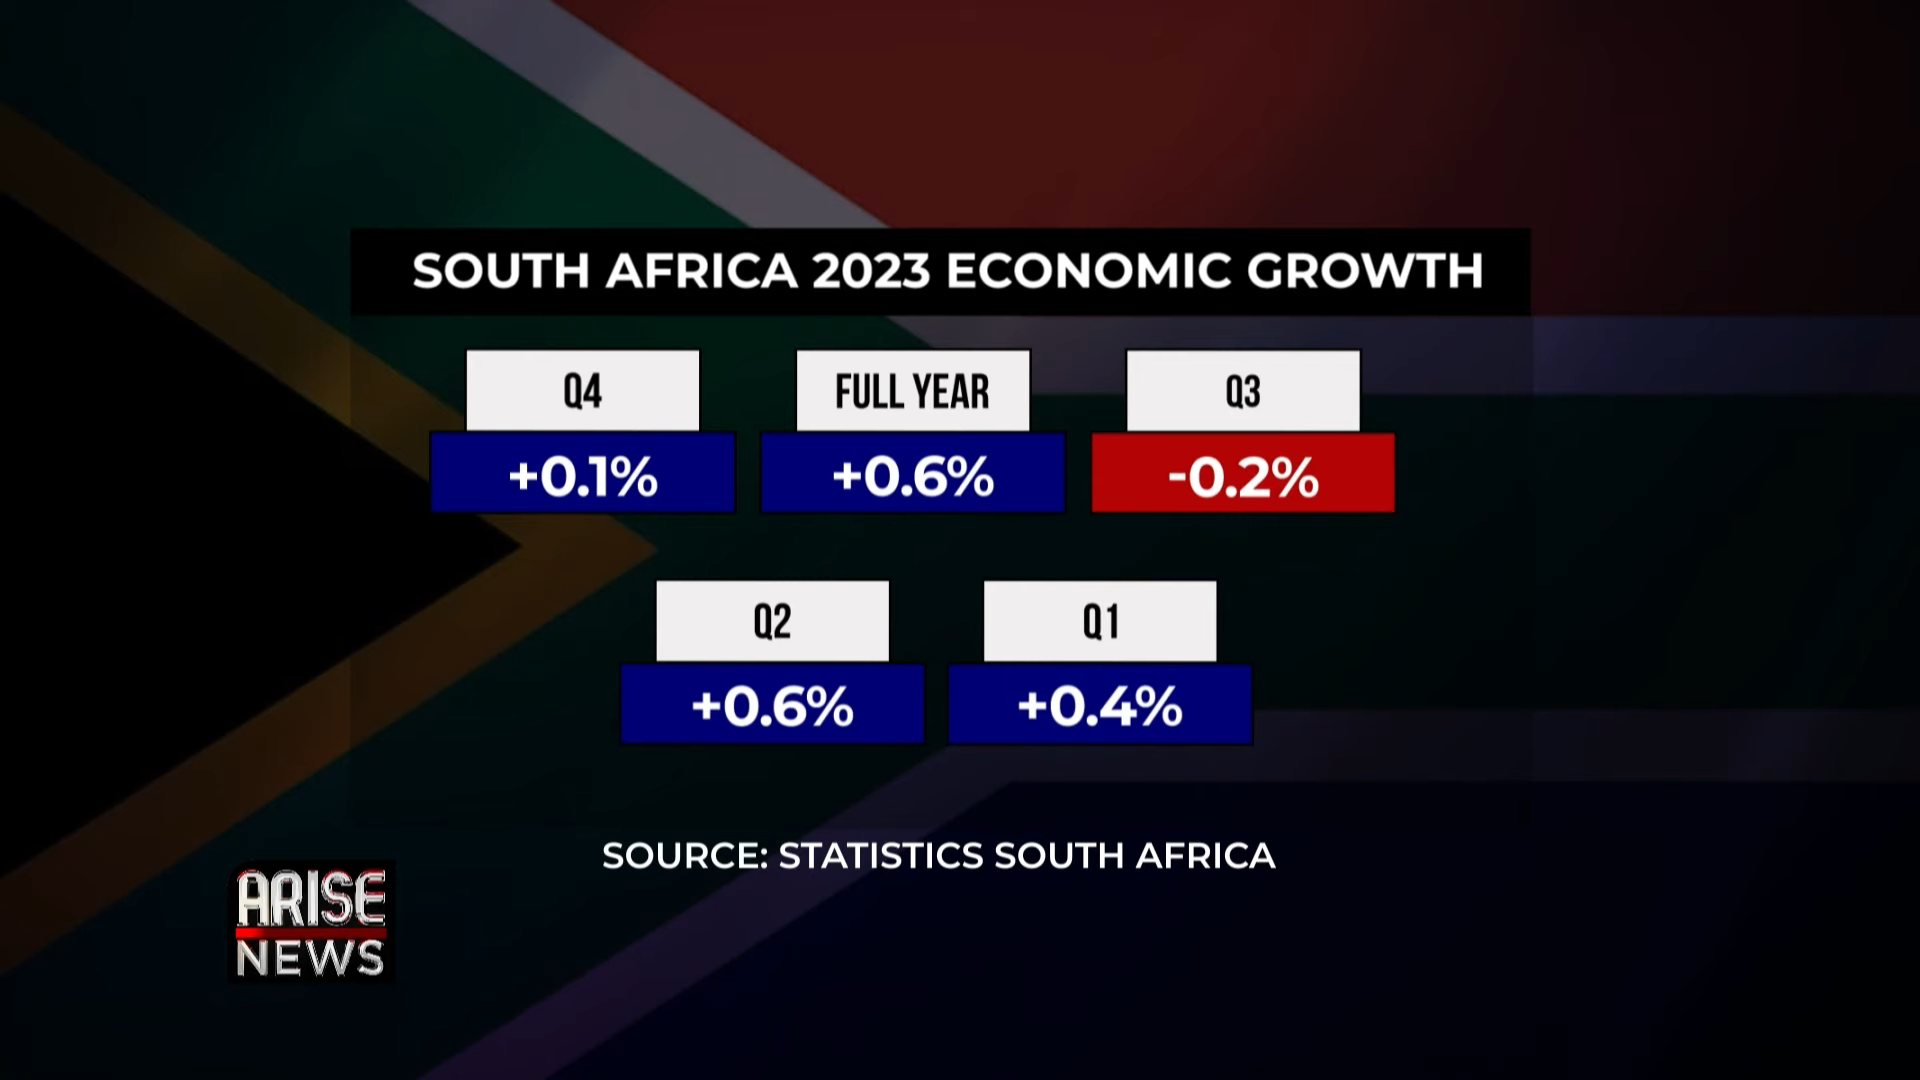 SOUTH AFRICA 2023 ECONOMIC GROWTH
Q4
+0.1%
FULL YEAR
+0.6%
Q3
-0.2%
Q2
+0.6%
Q1
+0.4%
SOURCE: STATISTICS SOUTH AFRICA
ARISE
NEWS